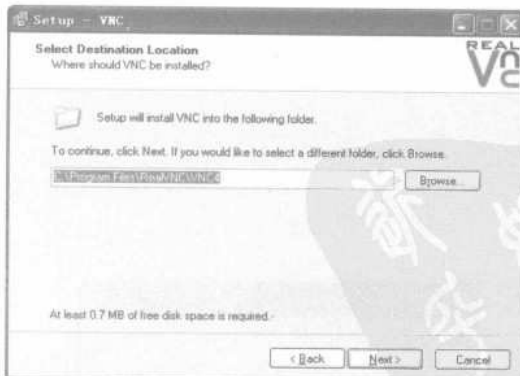 Setup - VNC
Select Destination Location
Where should VNC be installed?
REAL
VNC
Setup will install VNC into the following folder.
To continue, click Next. If you would like to select a different folder, click Browse.
C:\Program Files\RealVNC\VNC4
Browse...
At least 0.7 MB of free disk space is required.
< Back
Next >
Cancel